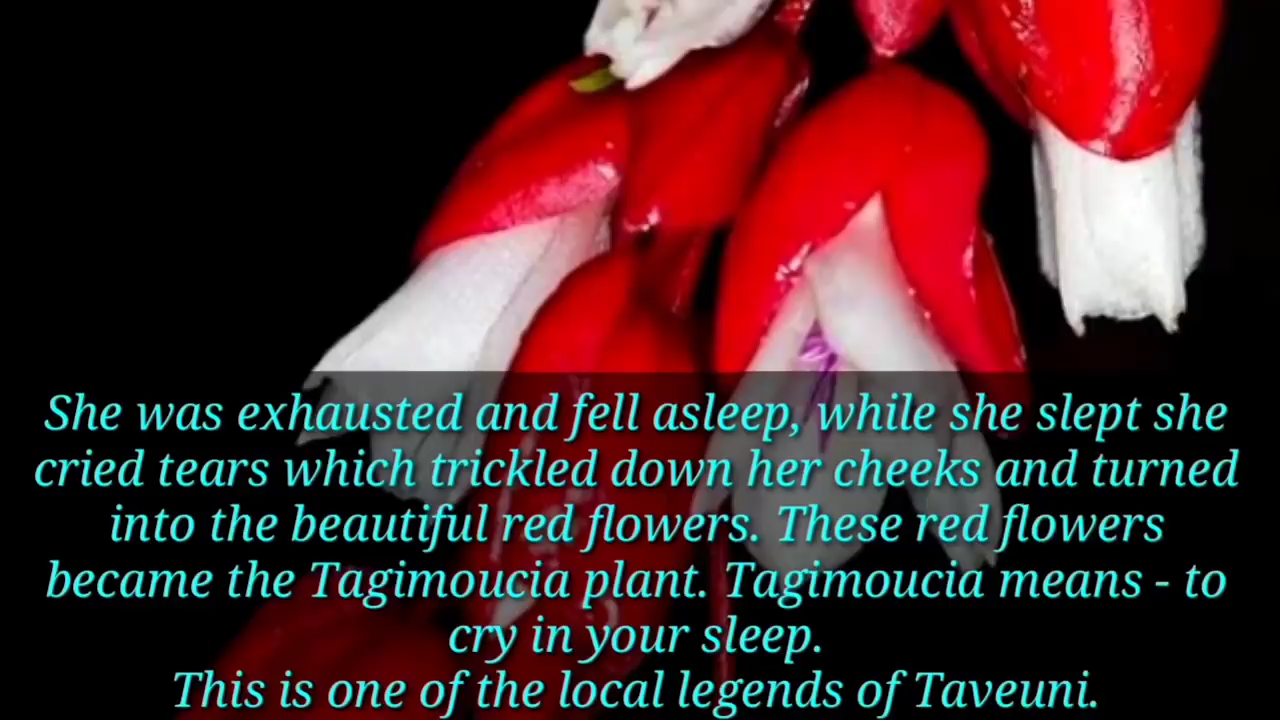 She was exhausted and fell asleep, while she slept she
cried tears which trickled down her cheeks and turned
into the beautiful red flowers. These red flowers
became the Tagimoucia plant. Tagimoucia means - to
cry in your sleep.
This is one of the local legends of Taveuni.